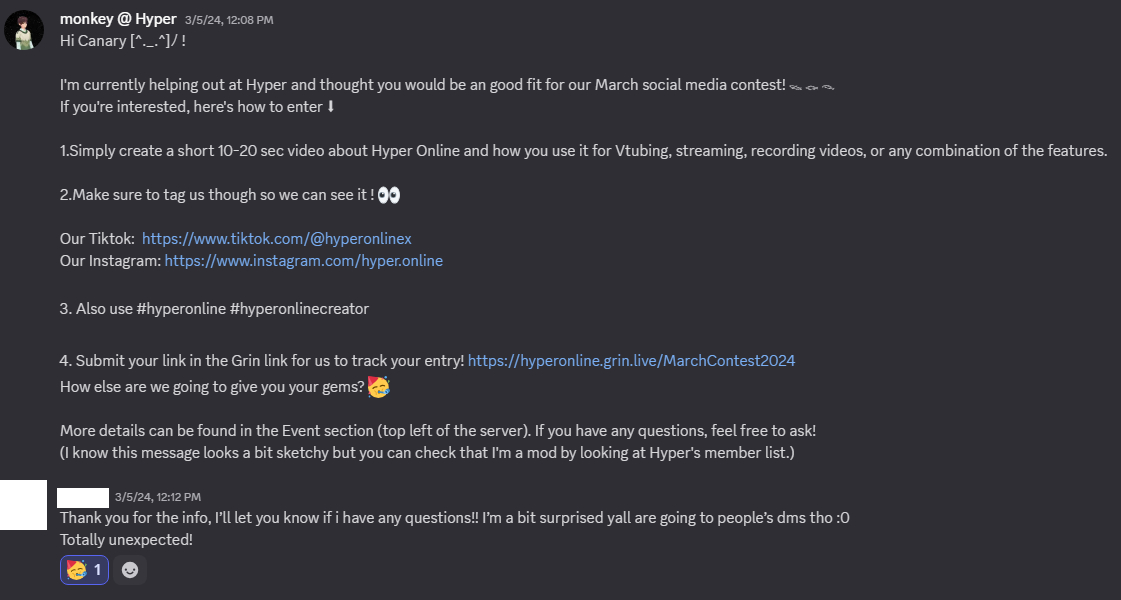 monkey @ Hyper 3/5/24, 12:08 PM
Hi Canary [^._.^]ﾉ !
I'm currently helping out at Hyper and thought you would be an good fit for our March social media contest! ෆ
If you're interested, here's how to enter ⬇
1.Simply create a short 10-20 sec video about Hyper Online and how you use it for Vtubing, streaming, recording videos, or any combination of the features.
2.Make sure to tag us though so we can see it ! 👀
Our Tiktok: https://www.tiktok.com/@hyperonlinex
Our Instagram: https://www.instagram.com/hyper.online
3. Also use #hyperonline #hyperonlinecreator
4. Submit your link in the Grin link for us to track your entry! https://hyperonline.grin.live/MarchContest2024
How else are we going to give you your gems? 🥳
More details can be found in the Event section (top left of the server). If you have any questions, feel free to ask!
(I know this message looks a bit sketchy but you can check that I'm a mod by looking at Hyper's member list.)
3/5/24, 12:12 PM
Thank you for the info, I’ll let you know if i have any questions!! I’m a bit surprised yall are going to people’s dms tho :0
Totally unexpected!
🥳 1